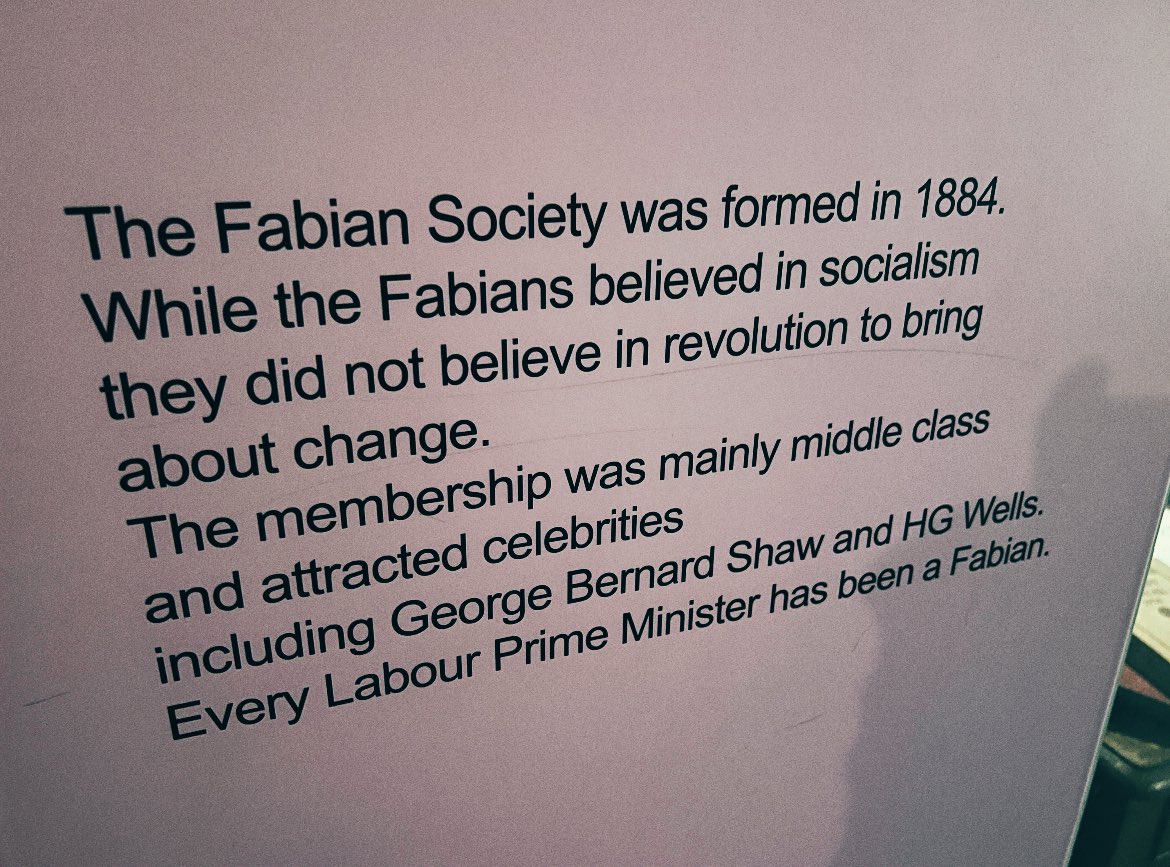 The Fabian Society was formed in 1884.
While the Fabians believed in socialism
they did not believe in revolution to bring
about change.
The membership was mainly middle class
and attracted celebrities
including George Bernard Shaw and HG Wells.
Every Labour Prime Minister has been a Fabian.